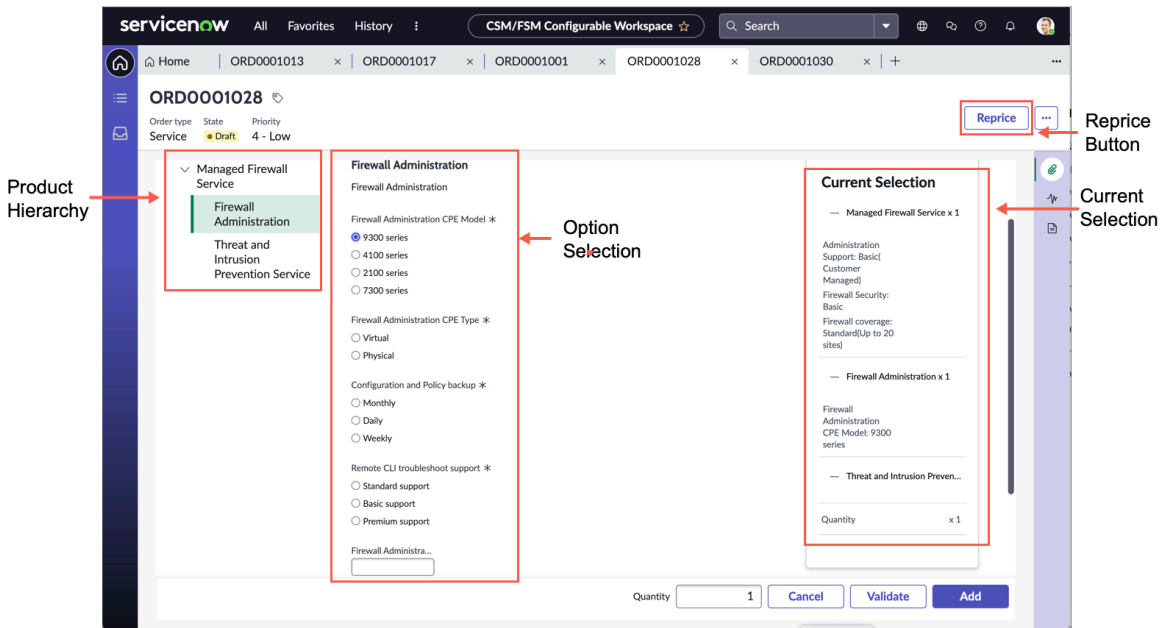 servicenow All Favorites History CSM/FSM Configurable Workspace Search
Home ORD0001013 × ORD0001017 × ORD0001001 × ORD0001028 × ORD0001030 × +
ORD0001028
Order type State Priority
Service Draft 4 - Low
Reprice
Reprice
Button
Product
Hierarchy
Managed Firewall
Service
Firewall
Administration
Threat and
Intrusion
Prevention Service
Firewall Administration
Firewall Administration
Firewall Administration CPE Model *
9300 series
4100 series
2100 series
7300 series
Firewall Administration CPE Type *
Virtual
Physical
Configuration and Policy backup *
Monthly
Daily
Weekly
Remote CLI troubleshoot support *
Standard support
Basic support
Premium support
Firewall Administra...
Option
Selection
Current Selection
— Managed Firewall Service x 1
Administration
Support: Basic(
Customer
Managed)
Firewall Security:
Basic
Firewall coverage:
Standard(Up to 20
sites)
— Firewall Administration x 1
Firewall
Administration
CPE Model: 9300
series
— Threat and Intrusion Preven...
Quantity x 1
Current
Selection
Quantity 1 Cancel Validate Add